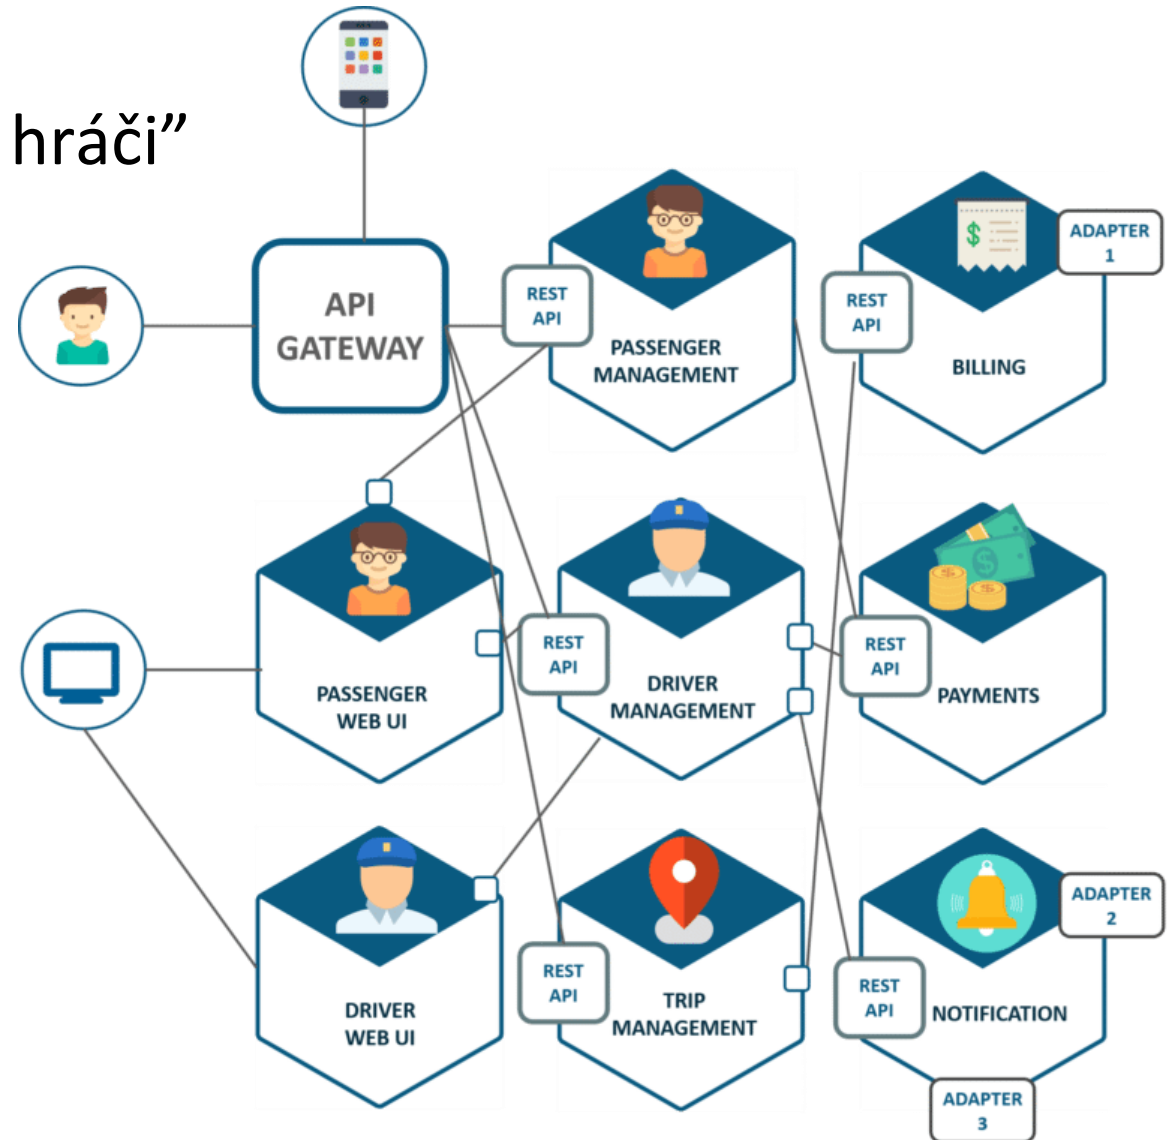 hráči”
API
GATEWAY
REST
API
PASSENGER
MANAGEMENT
REST
API
ADAPTER
1
BILLING
PASSENGER
WEB UI
REST
API
DRIVER
MANAGEMENT
REST
API
PAYMENTS
DRIVER
WEB UI
REST
API
TRIP
MANAGEMENT
REST
API
ADAPTER
2
NOTIFICATION
ADAPTER
3